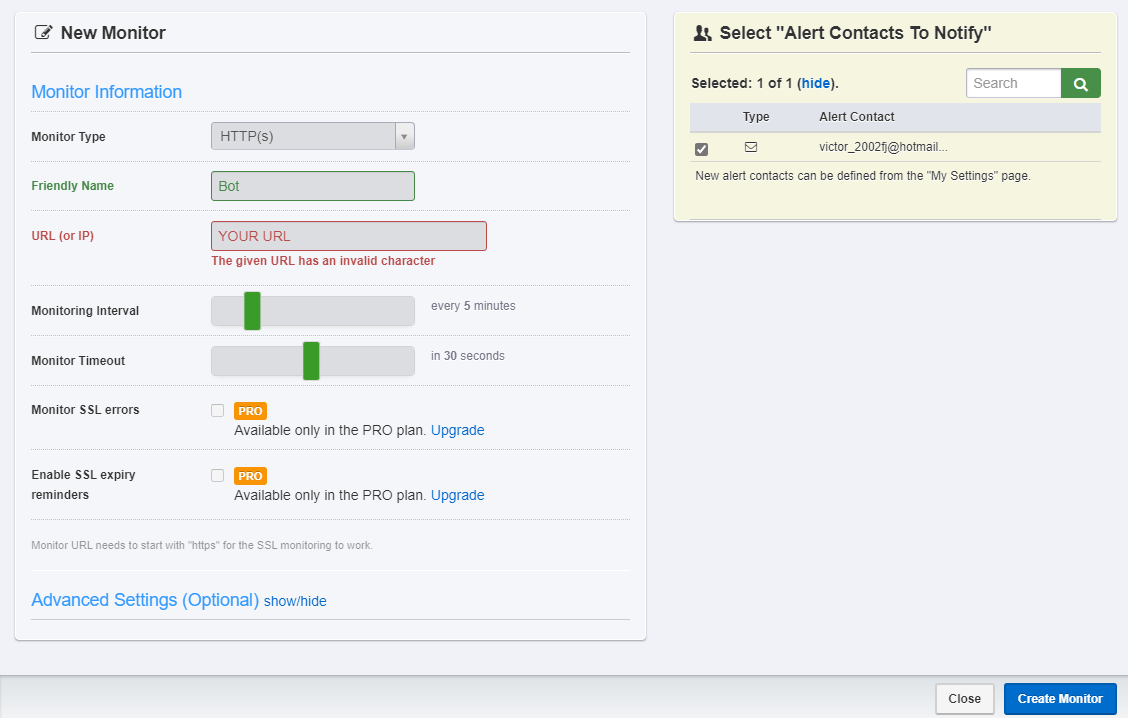 New Monitor
Monitor Information
Monitor Type
HTTP(s)
Friendly Name
Bot
URL (or IP)
YOUR URL
The given URL has an invalid character
Monitoring Interval
every 5 minutes
Monitor Timeout
in 30 seconds
Monitor SSL errors
PRO
Available only in the PRO plan. Upgrade
Enable SSL expiry
reminders
PRO
Available only in the PRO plan. Upgrade
Monitor URL needs to start with "https" for the SSL monitoring to work.
Advanced Settings (Optional) show/hide
Select "Alert Contacts To Notify"
Selected: 1 of 1 (hide).
Search
Type Alert Contact
victor_2002fj@hotmail...
New alert contacts can be defined from the "My Settings" page.
Close
Create Monitor